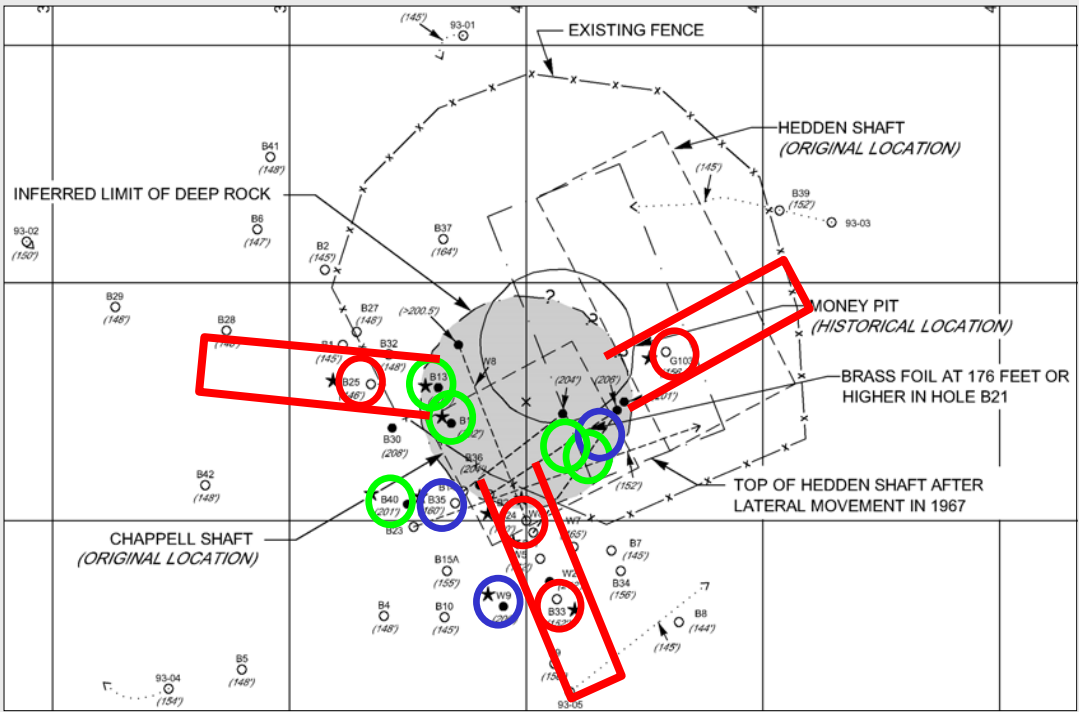 (145')
93-01
EXISTING FENCE
HEDDEN SHAFT
(ORIGINAL LOCATION)
B41
(148')
(145')
INFERRED LIMIT OF DEEP ROCK
B39
(152')
93-03
B6
(147')
93-02
(150')
B37
(164')
B2
(145')
B29
(148')
B27
(148')
B28
(>200.5')
?
?
MONEY PIT
(HISTORICAL LOCATION)
B32
(148')
(145')
W8
G103
B25
(146')
B13
(204')
(206')
BRASS FOIL AT 176 FEET OR
HIGHER IN HOLE B21
B30
(208')
B36
B42
(148')
(152')
TOP OF HEDDEN SHAFT AFTER
LATERAL MOVEMENT IN 1967
B40
(201')
B35
B23
CHAPPELL SHAFT
(ORIGINAL LOCATION)
W7
B7
(145')
B15A
(155')
B34
(156')
W9
B33
B4
(148')
B10
(145')
B8
(144')
(145')
B5
(148')
93-04
(154')
93-05